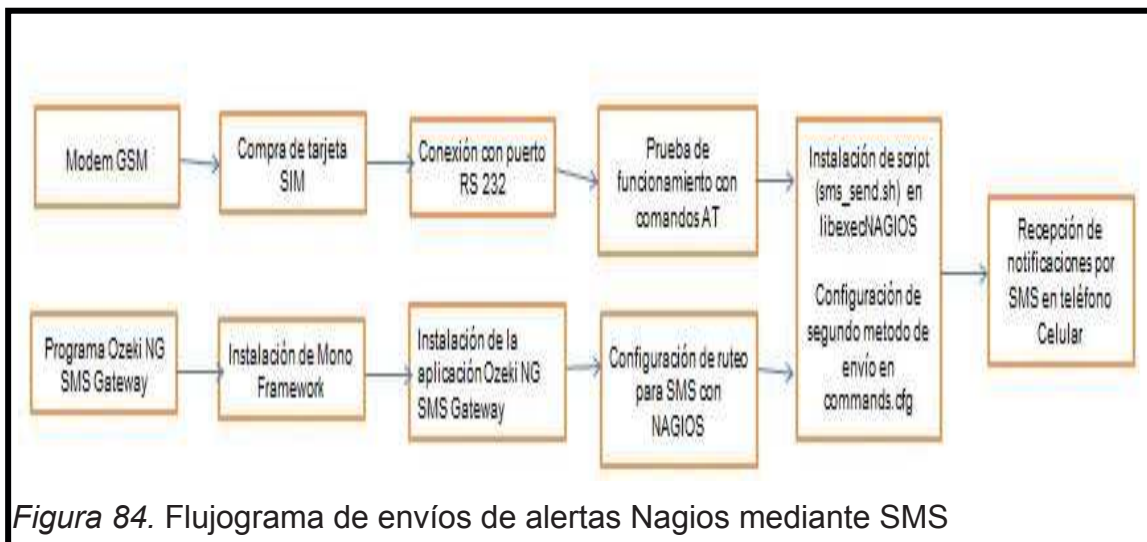 Modem GSM
Compra de tarjeta
SIM
Conexión con puerto
RS 232
Prueba de
funcionamiento con
comandos AT
Instalación de script
(sms_send.sh) en
libexecNAGIOS
Configuración de
segundo metodo de
envío en
commands.cfg
Recepción de
notificaciones por
SMS en teléfono
Celular
Programa Ozeki NG
SMS Gateway
Instalación de Mono
Framework
Instalación de la
aplicación Ozeki NG
SMS Gateway
Configuración de ruteo
para SMS con
NAGIOS
Figura 84. Flujograma de envíos de alertas Nagios mediante SMS